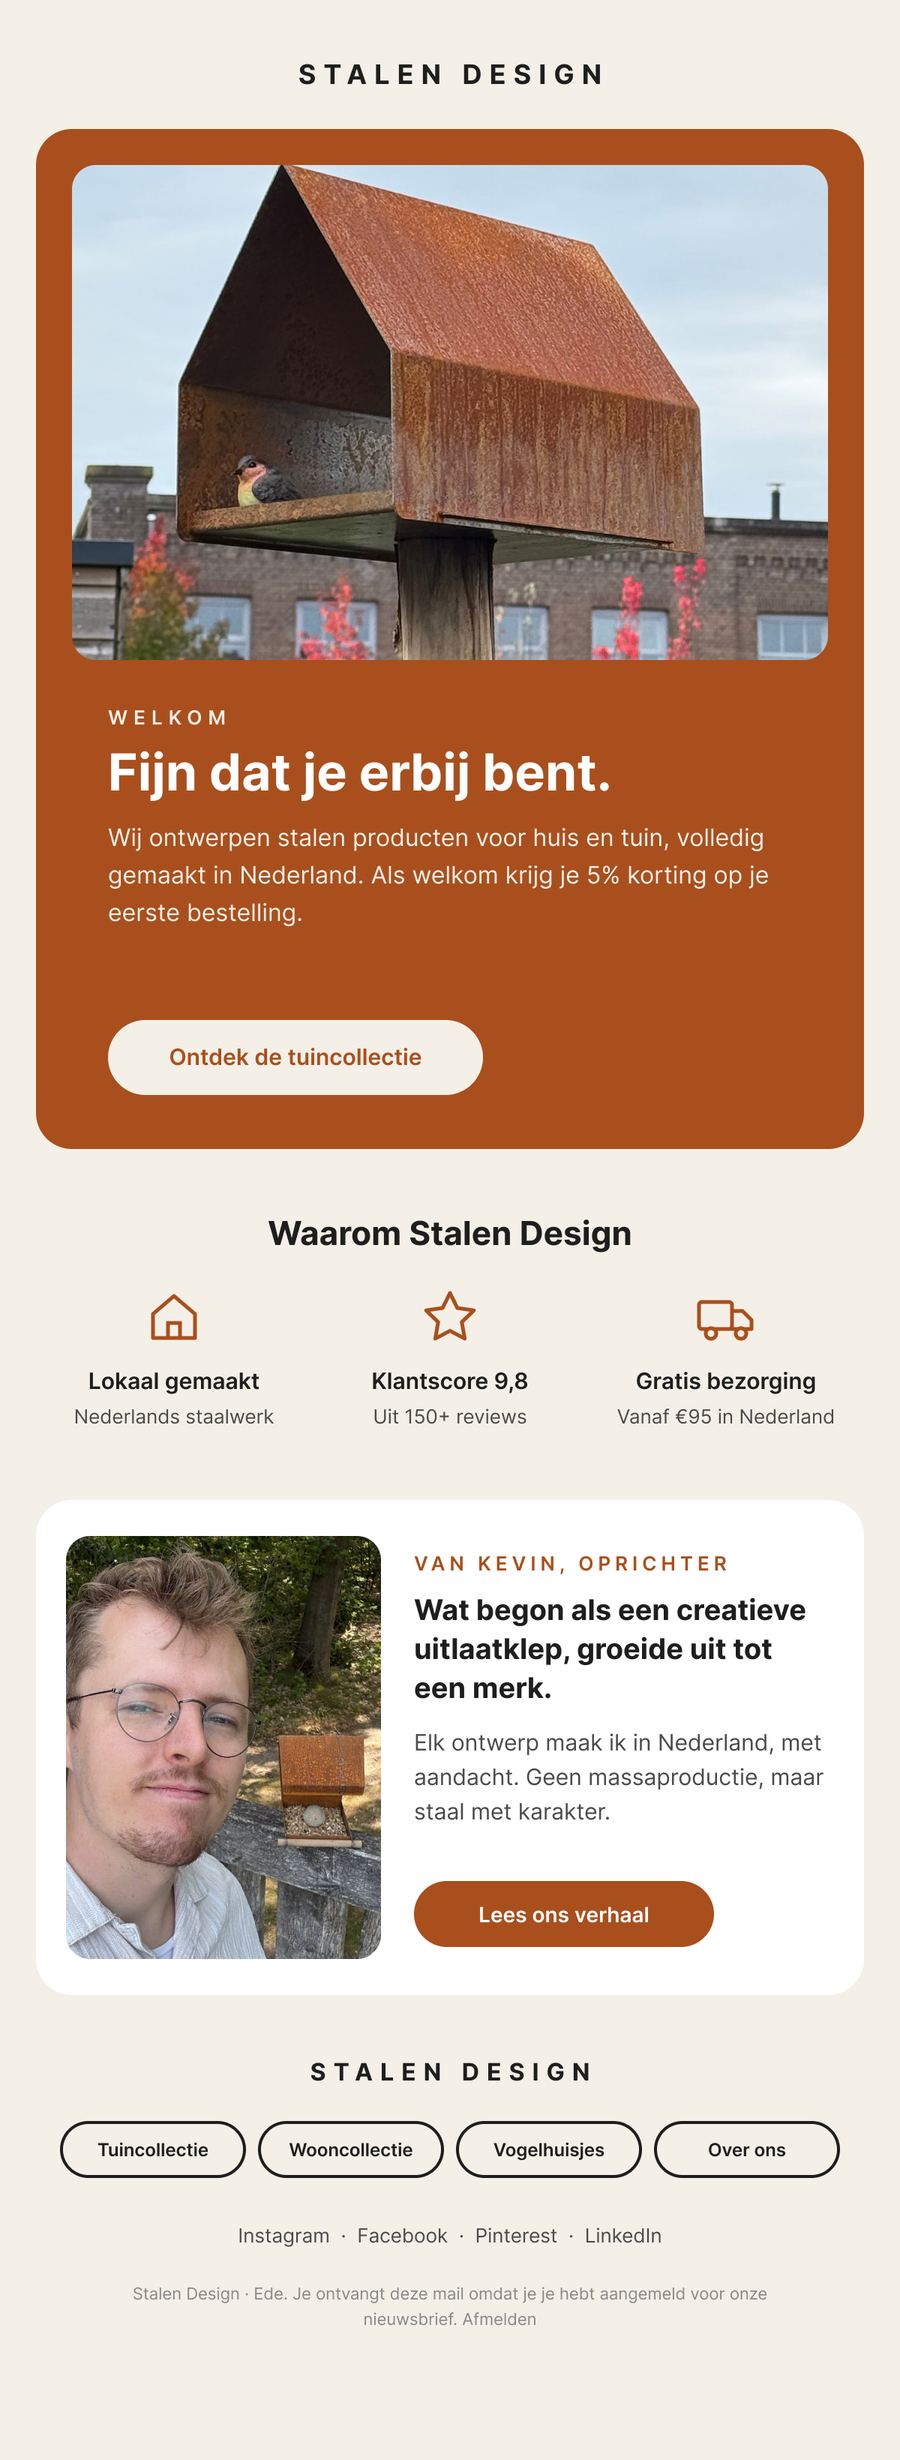 STALEN DESIGN
WELKOM
Fijn dat je erbij bent.
Wij ontwerpen stalen producten voor huis en tuin, volledig
gemaakt in Nederland. Als welkom krijg je 5% korting op je
eerste bestelling.
Ontdek de tuincollectie
Waarom Stalen Design
Lokaal gemaakt
Nederlands staalwerk
Klantscore 9,8
Uit 150+ reviews
Gratis bezorging
Vanaf €95 in Nederland
VAN KEVIN, OPRICHTER
Wat begon als een creatieve
uitlaatklep, groeide uit tot
een merk.
Elk ontwerp maak ik in Nederland, met
aandacht. Geen massaproductie, maar
staal met karakter.
Lees ons verhaal
STALEN DESIGN
Tuincollectie Wooncollectie Vogelhuisjes Over ons
Instagram · Facebook · Pinterest · LinkedIn
Stalen Design · Ede. Je ontvangt deze mail omdat je je hebt aangemeld voor onze
nieuwsbrief. Afmelden